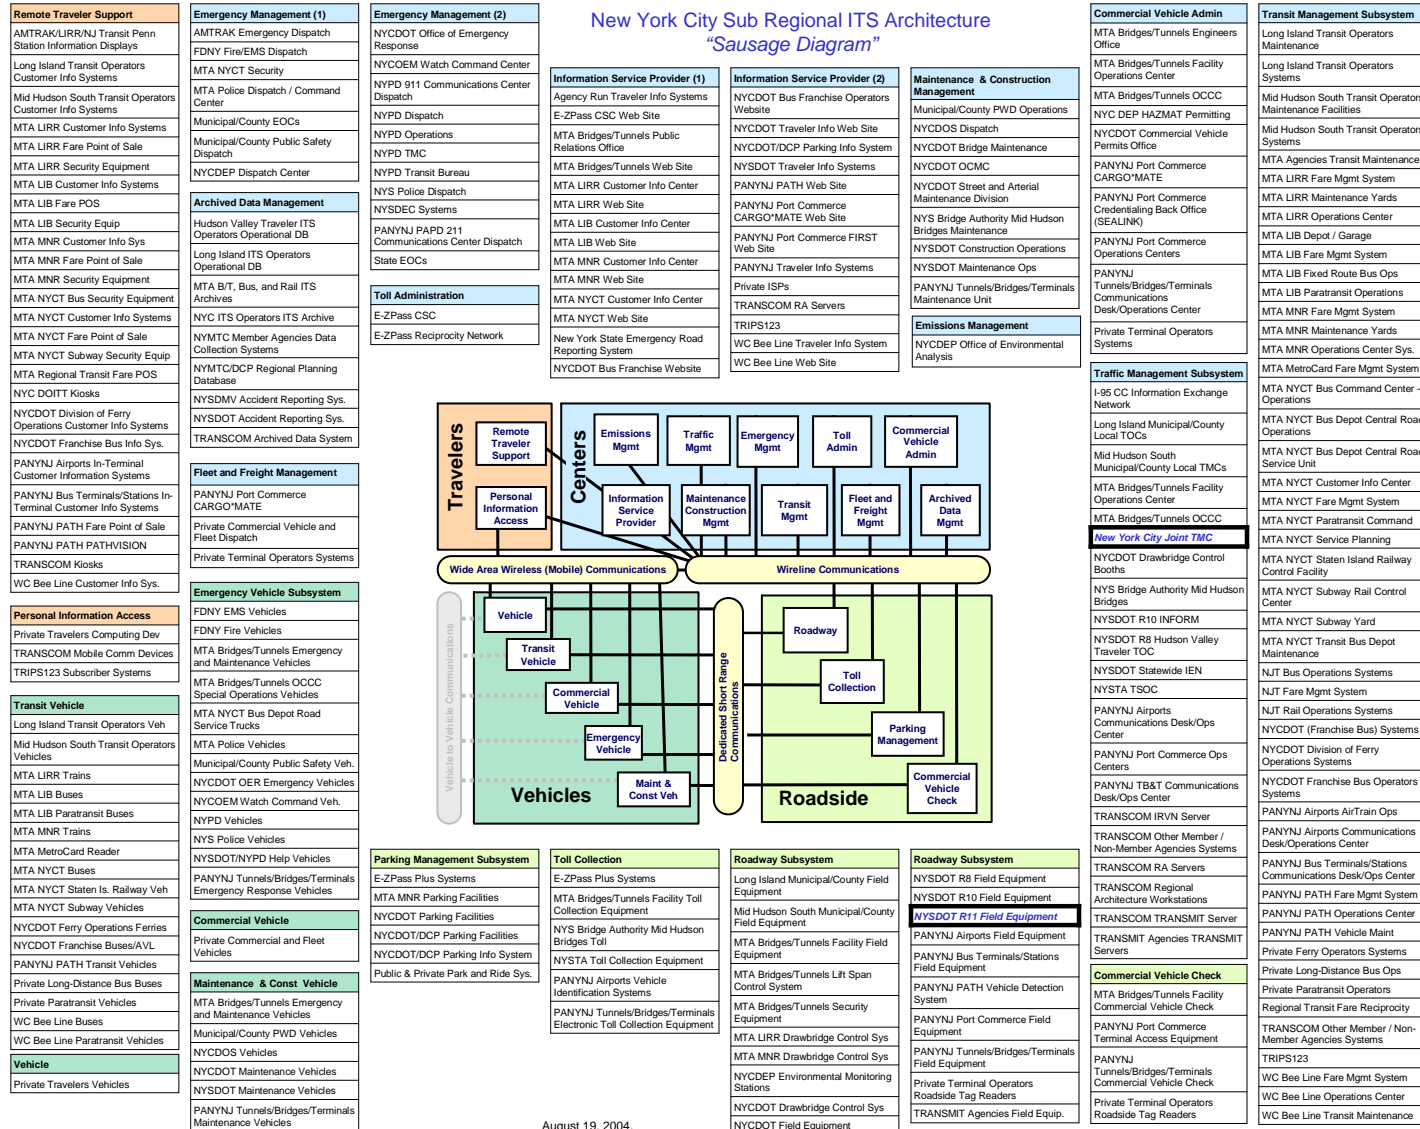 New York City Sub Regional ITS Architecture
“Sausage Diagram”
Remote Traveler Support
AMTRAK/LIRR/NJ Transit Penn
Station Information Displays
Long Island Transit Operators
Customer Info Systems
Mid Hudson South Transit Operators
Customer Info Systems
MTA LIRR Customer Info Systems
MTA LIRR Fare Point of Sale
MTA LIRR Security Equipment
MTA LIB Customer Info Systems
MTA LIB Fare POS
MTA LIB Security Equip
MTA MNR Customer Info Sys
MTA MNR Fare Point of Sale
MTA MNR Security Equipment
MTA NYCT Bus Security Equipment
MTA NYCT Customer Info Systems
MTA NYCT Fare Point of Sale
MTA NYCT Subway Security Equip
MTA Regional Transit Fare POS
NYC DOITT Kiosks
NYCDOT Division of Ferry
Operations Customer Info Systems
NYCDOT Franchise Bus Info Sys.
PANYNJ Airports In-Terminal
Customer Information Systems
PANYNJ Bus Terminals/Stations In-
Terminal Customer Info Systems
PANYNJ PATH Fare Point of Sale
PANYNJ PATH PATHVISION
TRANSCOM Kiosks
WC Bee Line Customer Info Sys.
Personal Information Access
Private Travelers Computing Dev
TRANSCOM Mobile Comm Devices
TRIPS123 Subscriber Systems
Transit Vehicle
Long Island Transit Operators Veh
Mid Hudson South Transit Operators
Vehicles
MTA LIRR Trains
MTA LIB Buses
MTA LIB Paratransit Buses
MTA MNR Trains
MTA MetroCard Reader
MTA NYCT Buses
MTA NYCT Staten Is. Railway Veh
MTA NYCT Subway Vehicles
NYCDOT Ferry Operations Ferries
NYCDOT Franchise Buses/AVL
PANYNJ PATH Transit Vehicles
Private Long-Distance Bus Buses
Private Paratransit Vehicles
WC Bee Line Buses
WC Bee Line Paratransit Vehicles
Vehicle
Private Travelers Vehicles
Emergency Management (1)
AMTRAK Emergency Dispatch
FDNY Fire/EMS Dispatch
MTA NYCT Security
MTA Police Dispatch / Command
Center
Municipal/County EOCs
Municipal/County Public Safety
Dispatch
NYCDEP Dispatch Center
Archived Data Management
Hudson Valley Traveler ITS
Operators Operational DB
Long Island ITS Operators
Operational DB
MTA B/T, Bus, and Rail ITS
Archives
NYC ITS Operators ITS Archive
NYMTC Member Agencies Data
Collection Systems
NYMTC/DCP Regional Planning
Database
NYSDMV Accident Reporting Sys.
NYSDOT Accident Reporting Sys.
TRANSCOM Archived Data System
Fleet and Freight Management
PANYNJ Port Commerce
CARGO*MATE
Private Commercial Vehicle and
Fleet Dispatch
Private Terminal Operators Systems
Emergency Vehicle Subsystem
FDNY EMS Vehicles
FDNY Fire Vehicles
MTA Bridges/Tunnels Emergency
and Maintenance Vehicles
MTA Bridges/Tunnels OCCC
Special Operations Vehicles
MTA NYCT Bus Depot Road
Service Trucks
MTA Police Vehicles
Municipal/County Public Safety Veh.
NYCDOT OER Emergency Vehicles
NYCOEM Watch Command Veh.
NYPD Vehicles
NYS Police Vehicles
NYSDOT/NYPD Help Vehicles
PANYNJ Tunnels/Bridges/Terminals
Emergency Response Vehicles
Commercial Vehicle
Private Commercial and Fleet
Vehicles
Maintenance & Const Vehicle
MTA Bridges/Tunnels Emergency
and Maintenance Vehicles
Municipal/County PWD Vehicles
NYCDOS Vehicles
NYCDOT Maintenance Vehicles
NYSDOT Maintenance Vehicles
PANYNJ Tunnels/Bridges/Terminals
Maintenance Vehicles
Emergency Management (2)
NYCDOT Office of Emergency
Response
NYCOEM Watch Command Center
NYPD 911 Communications Center
Dispatch
NYPD Dispatch
NYPD Operations
NYPD TMC
NYPD Transit Bureau
NYS Police Dispatch
NYSDEC Systems
PANYNJ PAPD 211
Communications Center Dispatch
State EOCs
Toll Administration
E-ZPass CSC
E-ZPass Reciprocity Network
Information Service Provider (1)
Agency Run Traveler Info Systems
E-ZPass CSC Web Site
MTA Bridges/Tunnels Public
Relations Office
MTA Bridges/Tunnels Web Site
MTA LIRR Customer Info Center
MTA LIRR Web Site
MTA LIB Customer Info Center
MTA LIB Web Site
MTA MNR Customer Info Center
MTA MNR Web Site
MTA NYCT Customer Info Center
MTA NYCT Web Site
New York State Emergency Road
Reporting System
NYCDOT Bus Franchise Website
Information Service Provider (2)
NYCDOT Bus Franchise Operators
Website
NYCDOT Traveler Info Web Site
NYCDOT/DCP Parking Info System
NYSDOT Traveler Info Systems
PANYNJ PATH Web Site
PANYNJ Port Commerce
CARGO*MATE Web Site
PANYNJ Port Commerce FIRST
Web Site
PANYNJ Traveler Info Systems
Private ISPs
TRANSCOM RA Servers
TRIPS123
WC Bee Line Traveler Info System
WC Bee Line Web Site
Maintenance & Construction
Management
Municipal/County PWD Operations
NYCDOS Dispatch
NYCDOT Bridge Maintenance
NYCDOT OCMC
NYCDOT Street and Arterial
Maintenance Division
NYS Bridge Authority Mid Hudson
Bridges Maintenance
NYSDOT Construction Operations
NYSDOT Maintenance Ops
PANYNJ Tunnels/Bridges/Terminals
Maintenance Unit
Emissions Management
NYCDEP Office of Environmental
Analysis
Travelers
Remote
Traveler
Support
Personal
Information
Access
Centers
Emissions
Mgmt
Traffic
Mgmt
Emergency
Mgmt
Toll
Admin
Commercial
Vehicle
Admin
Information
Service
Provider
Maintenance
Construction
Mgmt
Transit
Mgmt
Fleet and
Freight
Mgmt
Archived
Data
Mgmt
Wide Area Wireless (Mobile) Communications
Wireline Communications
Vehicle to Vehicle Communications
Vehicle
Transit
Vehicle
Commercial
Vehicle
Emergency
Vehicle
Maint &
Const Veh
Vehicles
Dedicated Short Range
Communications
Roadway
Toll
Collection
Parking
Management
Commercial
Vehicle
Check
Roadside
Parking Management Subsystem
E-ZPass Plus Systems
MTA MNR Parking Facilities
NYCDOT Parking Facilities
NYCDOT/DCP Parking Facilities
NYCDOT/DCP Parking Info System
Public & Private Park and Ride Sys.
Toll Collection
E-ZPass Plus Systems
MTA Bridges/Tunnels Facility Toll
Collection Equipment
NYS Bridge Authority Mid Hudson
Bridges Toll
NYSTA Toll Collection Equipment
PANYNJ Airports Vehicle
Identification Systems
PANYNJ Tunnels/Bridges/Terminals
Electronic Toll Collection Equipment
August 19, 2004.
Roadway Subsystem
Long Island Municipal/County Field
Equipment
Mid Hudson South Municipal/County
Field Equipment
MTA Bridges/Tunnels Facility Field
Equipment
MTA Bridges/Tunnels Lift Span
Control System
MTA Bridges/Tunnels Security
Equipment
MTA LIRR Drawbridge Control Sys
MTA MNR Drawbridge Control Sys
NYCDEP Environmental Monitoring
Stations
NYCDOT Drawbridge Control Sys
NYCDOT Field Equipment
Roadway Subsystem
NYSDOT R8 Field Equipment
NYSDOT R10 Field Equipment
NYSDOT R11 Field Equipment
PANYNJ Airports Field Equipment
PANYNJ Bus Terminals/Stations
Field Equipment
PANYNJ PATH Vehicle Detection
System
PANYNJ Port Commerce Field
Equipment
PANYNJ Tunnels/Bridges/Terminals
Field Equipment
Private Terminal Operators
Roadside Tag Readers
TRANSMIT Agencies Field Equip.
Commercial Vehicle Admin
MTA Bridges/Tunnels Engineers
Office
MTA Bridges/Tunnels Facility
Operations Center
MTA Bridges/Tunnels OCCC
NYC DEP HAZMAT Permitting
NYCDOT Commercial Vehicle
Permits Office
PANYNJ Port Commerce
CARGO*MATE
PANYNJ Port Commerce
Credentialing Back Office
(SEALINK)
PANYNJ Port Commerce
Operations Centers
PANYNJ
Tunnels/Bridges/Terminals
Communications
Desk/Operations Center
Private Terminal Operators
Systems
Traffic Management Subsystem
I-95 CC Information Exchange
Network
Long Island Municipal/County
Local TOCs
Mid Hudson South
Municipal/County Local TMCs
MTA Bridges/Tunnels Facility
Operations Center
MTA Bridges/Tunnels OCCC
New York City Joint TMC
NYCDOT Drawbridge Control
Booths
NYS Bridge Authority Mid Hudson
Bridges
NYSDOT R10 INFORM
NYSDOT R8 Hudson Valley
Traveler TOC
NYSDOT Statewide IEN
NYSTA TSOC
PANYNJ Airports
Communications Desk/Ops
Center
PANYNJ Port Commerce Ops
Centers
PANYNJ TB&T Communications
Desk/Ops Center
TRANSCOM IRVN Server
TRANSCOM Other Member /
Non-Member Agencies Systems
TRANSCOM RA Servers
TRANSCOM Regional
Architecture Workstations
TRANSCOM TRANSMIT Server
TRANSMIT Agencies TRANSMIT
Servers
Commercial Vehicle Check
MTA Bridges/Tunnels Facility
Commercial Vehicle Check
PANYNJ Port Commerce
Terminal Access Equipment
PANYNJ
Tunnels/Bridges/Terminals
Commercial Vehicle Check
Private Terminal Operators
Roadside Tag Readers
Transit Management Subsystem
Long Island Transit Operators
Maintenance
Long Island Transit Operators
Systems
Mid Hudson South Transit Operators
Maintenance Facilities
Mid Hudson South Transit Operators
Systems
MTA Agencies Transit Maintenance
MTA LIRR Fare Mgmt System
MTA LIRR Maintenance Yards
MTA LIRR Operations Center
MTA LIB Depot / Garage
MTA LIB Fare Mgmt System
MTA LIB Fixed Route Bus Ops
MTA LIB Paratransit Operations
MTA MNR Fare Mgmt System
MTA MNR Maintenance Yards
MTA MNR Operations Center Sys.
MTA MetroCard Fare Mgmt System
MTA NYCT Bus Command Center -
Operations
MTA NYCT Bus Depot Central Road
Operations
MTA NYCT Bus Depot Central Road
Service Unit
MTA NYCT Customer Info Center
MTA NYCT Fare Mgmt System
MTA NYCT Paratransit Command
MTA NYCT Service Planning
MTA NYCT Staten Island Railway
Control Facility
MTA NYCT Subway Rail Control
Center
MTA NYCT Subway Yard
MTA NYCT Transit Bus Depot
Maintenance
NJT Bus Operations Systems
NJT Fare Mgmt System
NJT Rail Operations Systems
NYCDOT (Franchise Bus) Systems
NYCDOT Division of Ferry
Operations Systems
NYCDOT Franchise Bus Operators
Systems
PANYNJ Airports AirTrain Ops
PANYNJ Airports Communications
Desk/Operations Center
PANYNJ Bus Terminals/Stations
Communications Desk/Ops Center
PANYNJ PATH Fare Mgmt System
PANYNJ PATH Operations Center
PANYNJ PATH Vehicle Maint
Private Ferry Operators Systems
Private Long-Distance Bus Ops
Private Paratransit Operators
Regional Transit Fare Reciprocity
TRANSCOM Other Member / Non-
Member Agencies Systems
TRIPS123
WC Bee Line Fare Mgmt System
WC Bee Line Operations Center
WC Bee Line Transit Maintenance